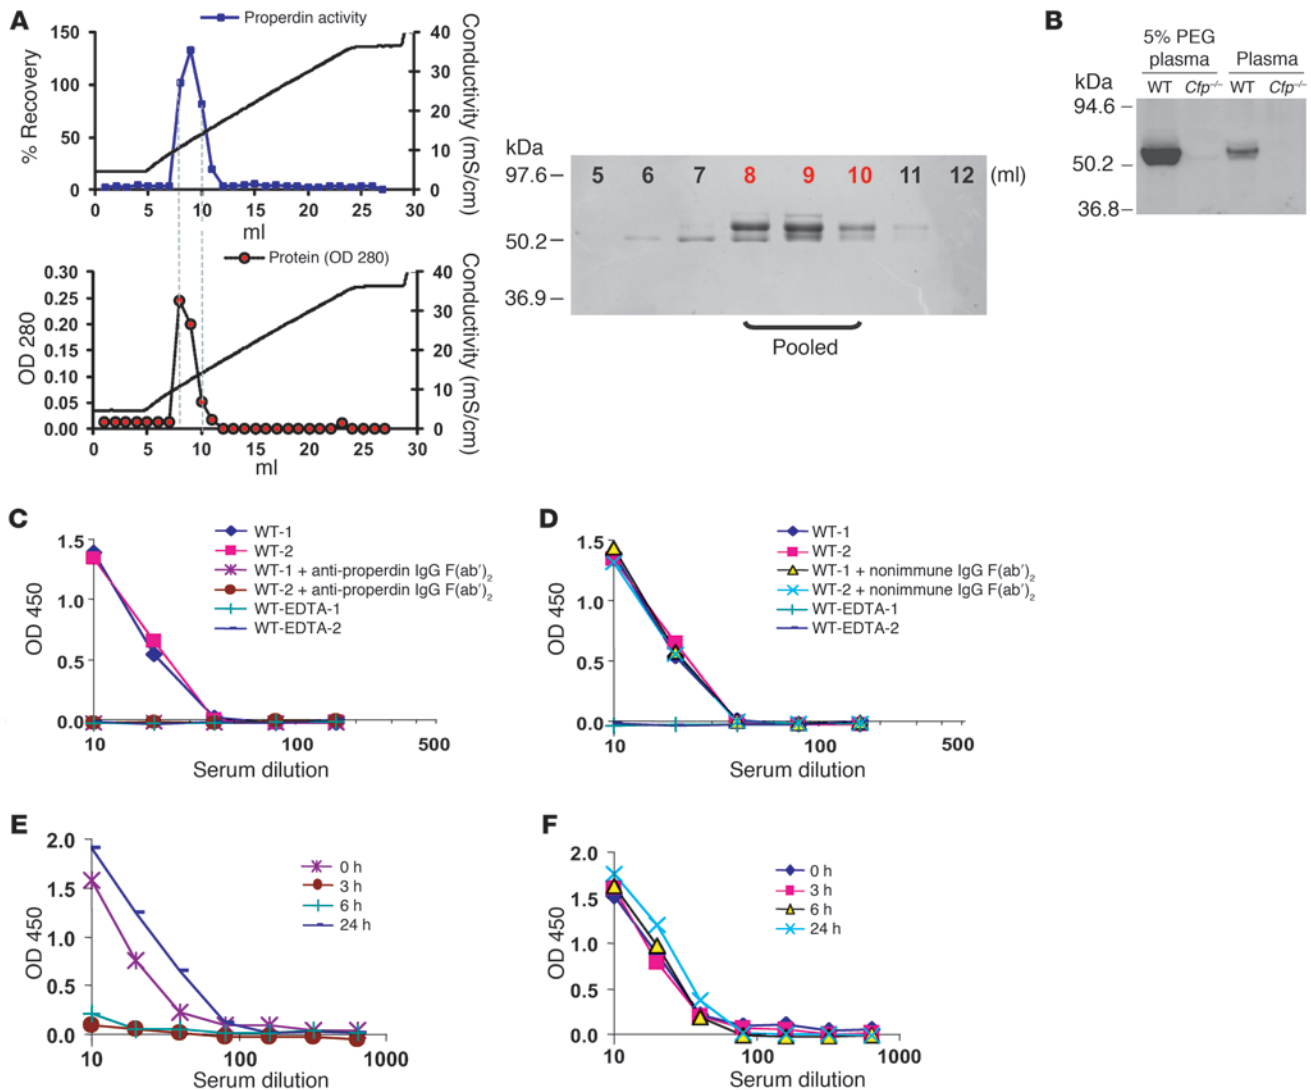 A
Properdin activity
150
100
50
0
% Recovery
40
30
20
10
0
Conductivity (mS/cm)
0 5 10 15 20 25 30
ml
Protein (OD 280)
0.30
0.25
0.20
0.15
0.10
0.05
0.00
OD 280
40
30
20
10
0
Conductivity (mS/cm)
0 5 10 15 20 25 30
ml
kDa
97.6
50.2
36.9
5 6 7 8 9 10 11 12 (ml)
Pooled
B
5% PEG
plasma
Plasma
kDa
WT Cfp–/– WT Cfp–/–
94.6
50.2
36.8
C
WT-1
WT-2
WT-1 + anti-properdin IgG F(ab′)2
WT-2 + anti-properdin IgG F(ab′)2
WT-EDTA-1
WT-EDTA-2
1.5
1.0
0.5
0.0
OD 450
10 100 500
Serum dilution
D
WT-1
WT-2
WT-1 + nonimmune IgG F(ab′)2
WT-2 + nonimmune IgG F(ab′)2
WT-EDTA-1
WT-EDTA-2
1.5
1.0
0.5
0.0
OD 450
10 100 500
Serum dilution
E
0 h
3 h
6 h
24 h
2.0
1.5
1.0
0.5
0.0
OD 450
10 100 1000
Serum dilution
F
0 h
3 h
6 h
24 h
2.0
1.5
1.0
0.5
0.0
OD 450
10 100 1000
Serum dilution